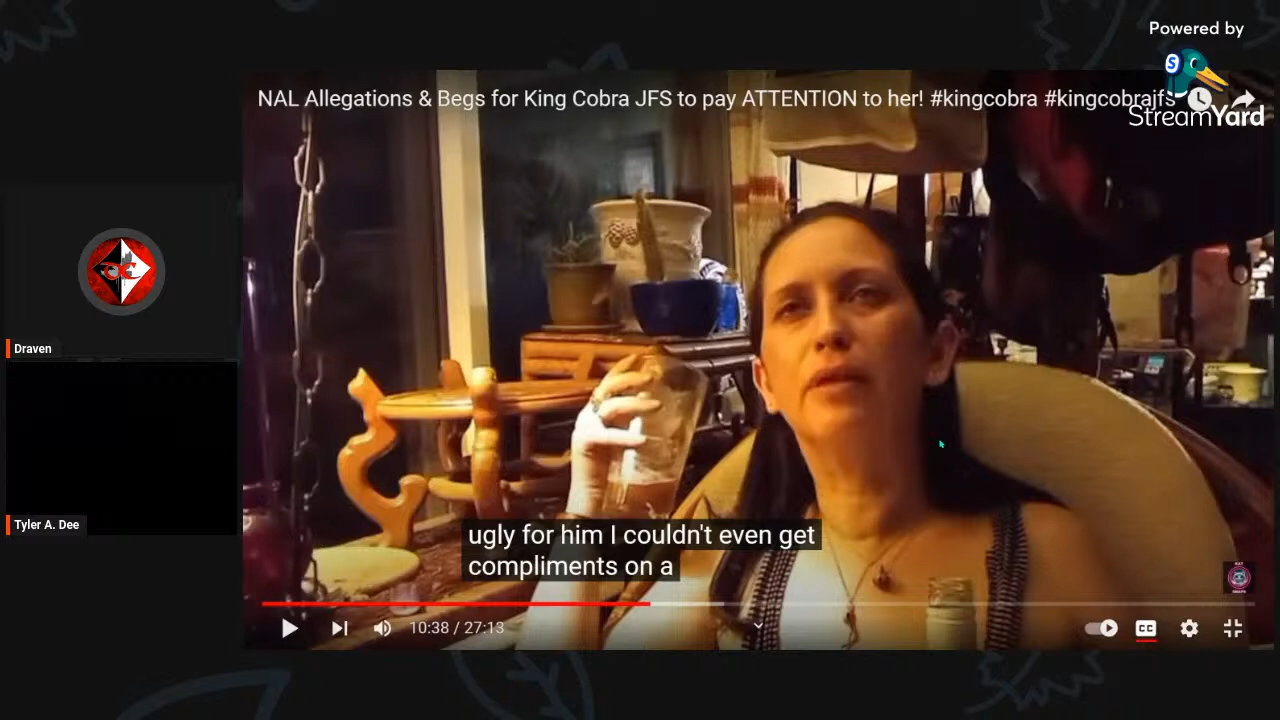 Powered by
StreamYard
NAL Allegations & Begs for King Cobra JFS to pay ATTENTION to her! #kingcobra #kingcobrajfs
Draven
Tyler A. Dee
ugly for him I couldn't even get
compliments on a
10:38 / 27:13
CC